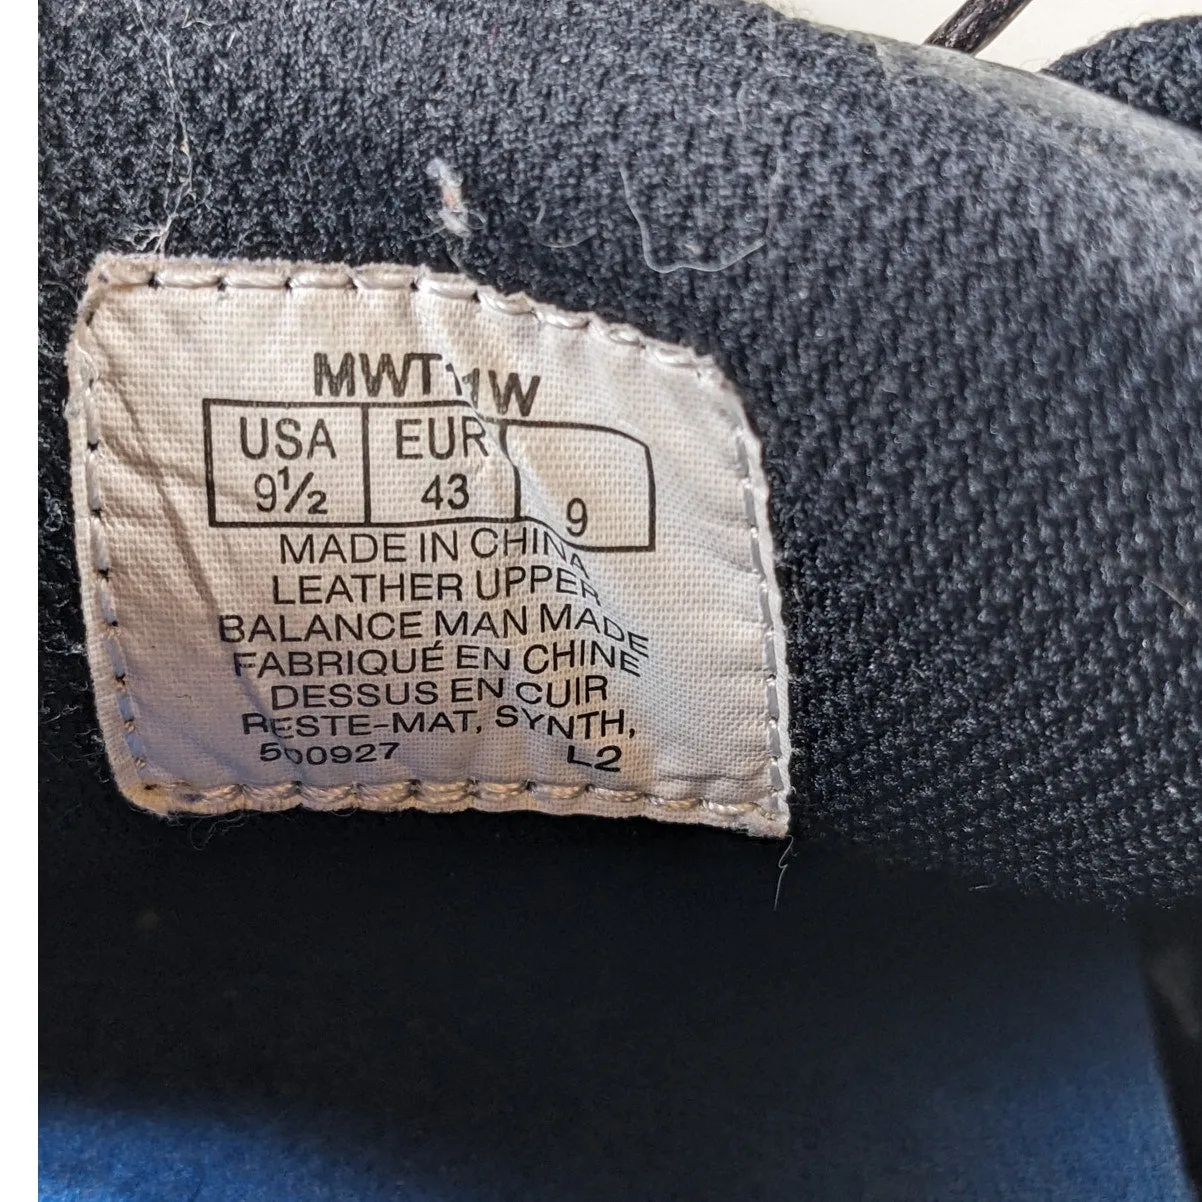 MWT11W
USA EUR
9½ 43 9
MADE IN CHINA
LEATHER UPPER
BALANCE MAN MADE
FABRIQUÉ EN CHINE
DESSUS EN CUIR
RESTE-MAT, SYNTH,
500927 L2